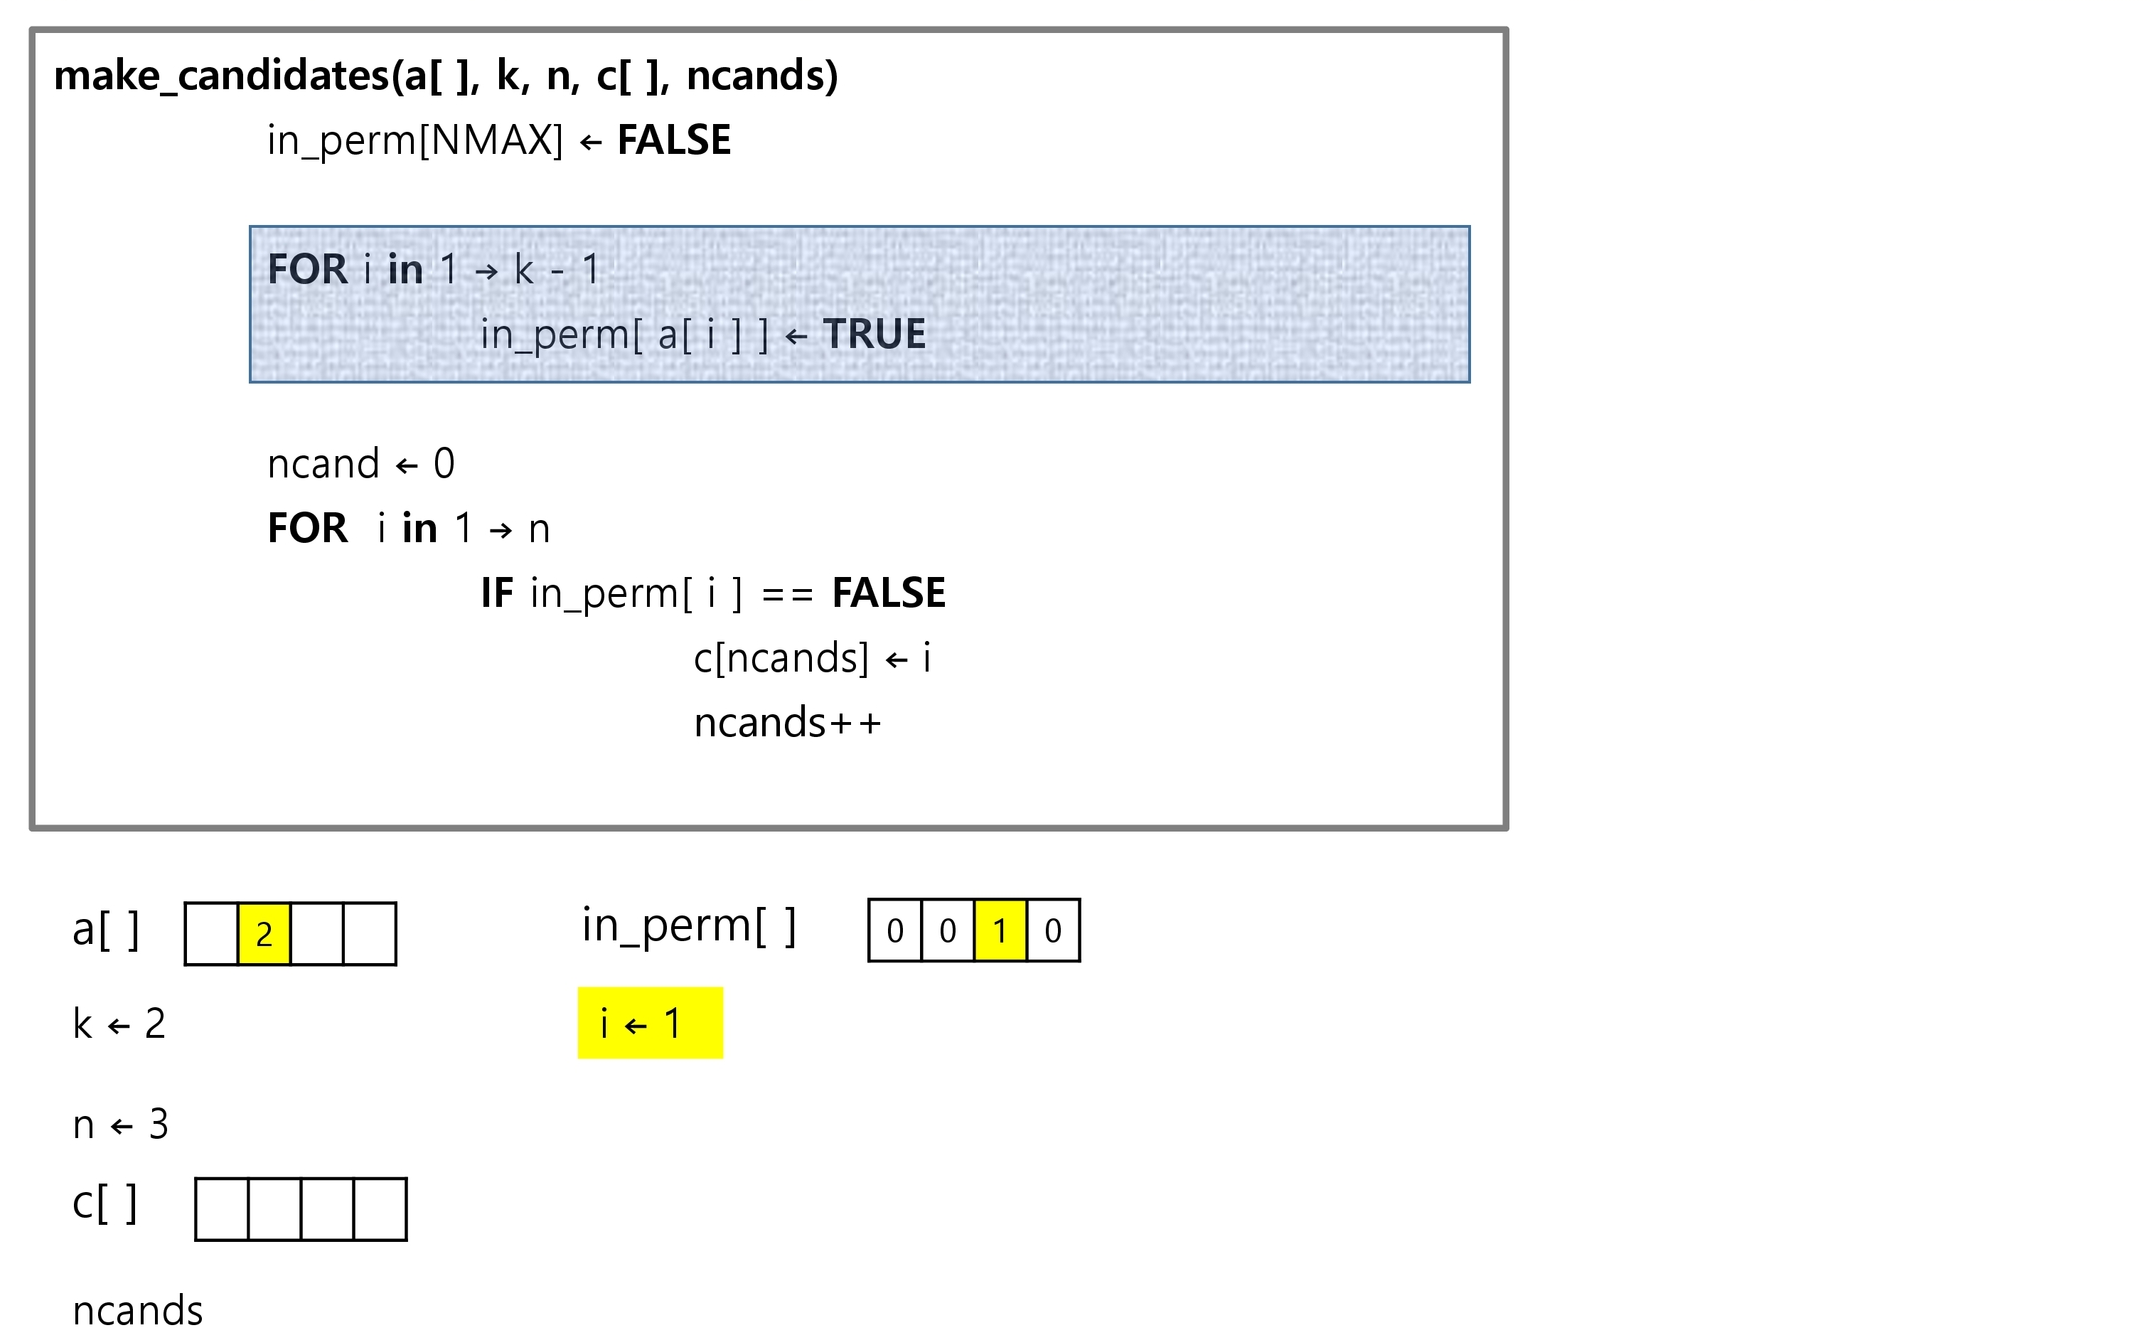 make_candidates(a[ ], k, n, c[ ], ncands)
in_perm[NMAX] ← FALSE
FOR i in 1 → k - 1
in_perm[ a[ i ] ] ← TRUE
ncand ← 0
FOR i in 1 → n
IF in_perm[ i ] == FALSE
c[ncands] ← i
ncands++
a[ ] 2 in_perm[ ] 0 0 1 0
k ← 2 i ← 1
n ← 3
c[ ]
ncands